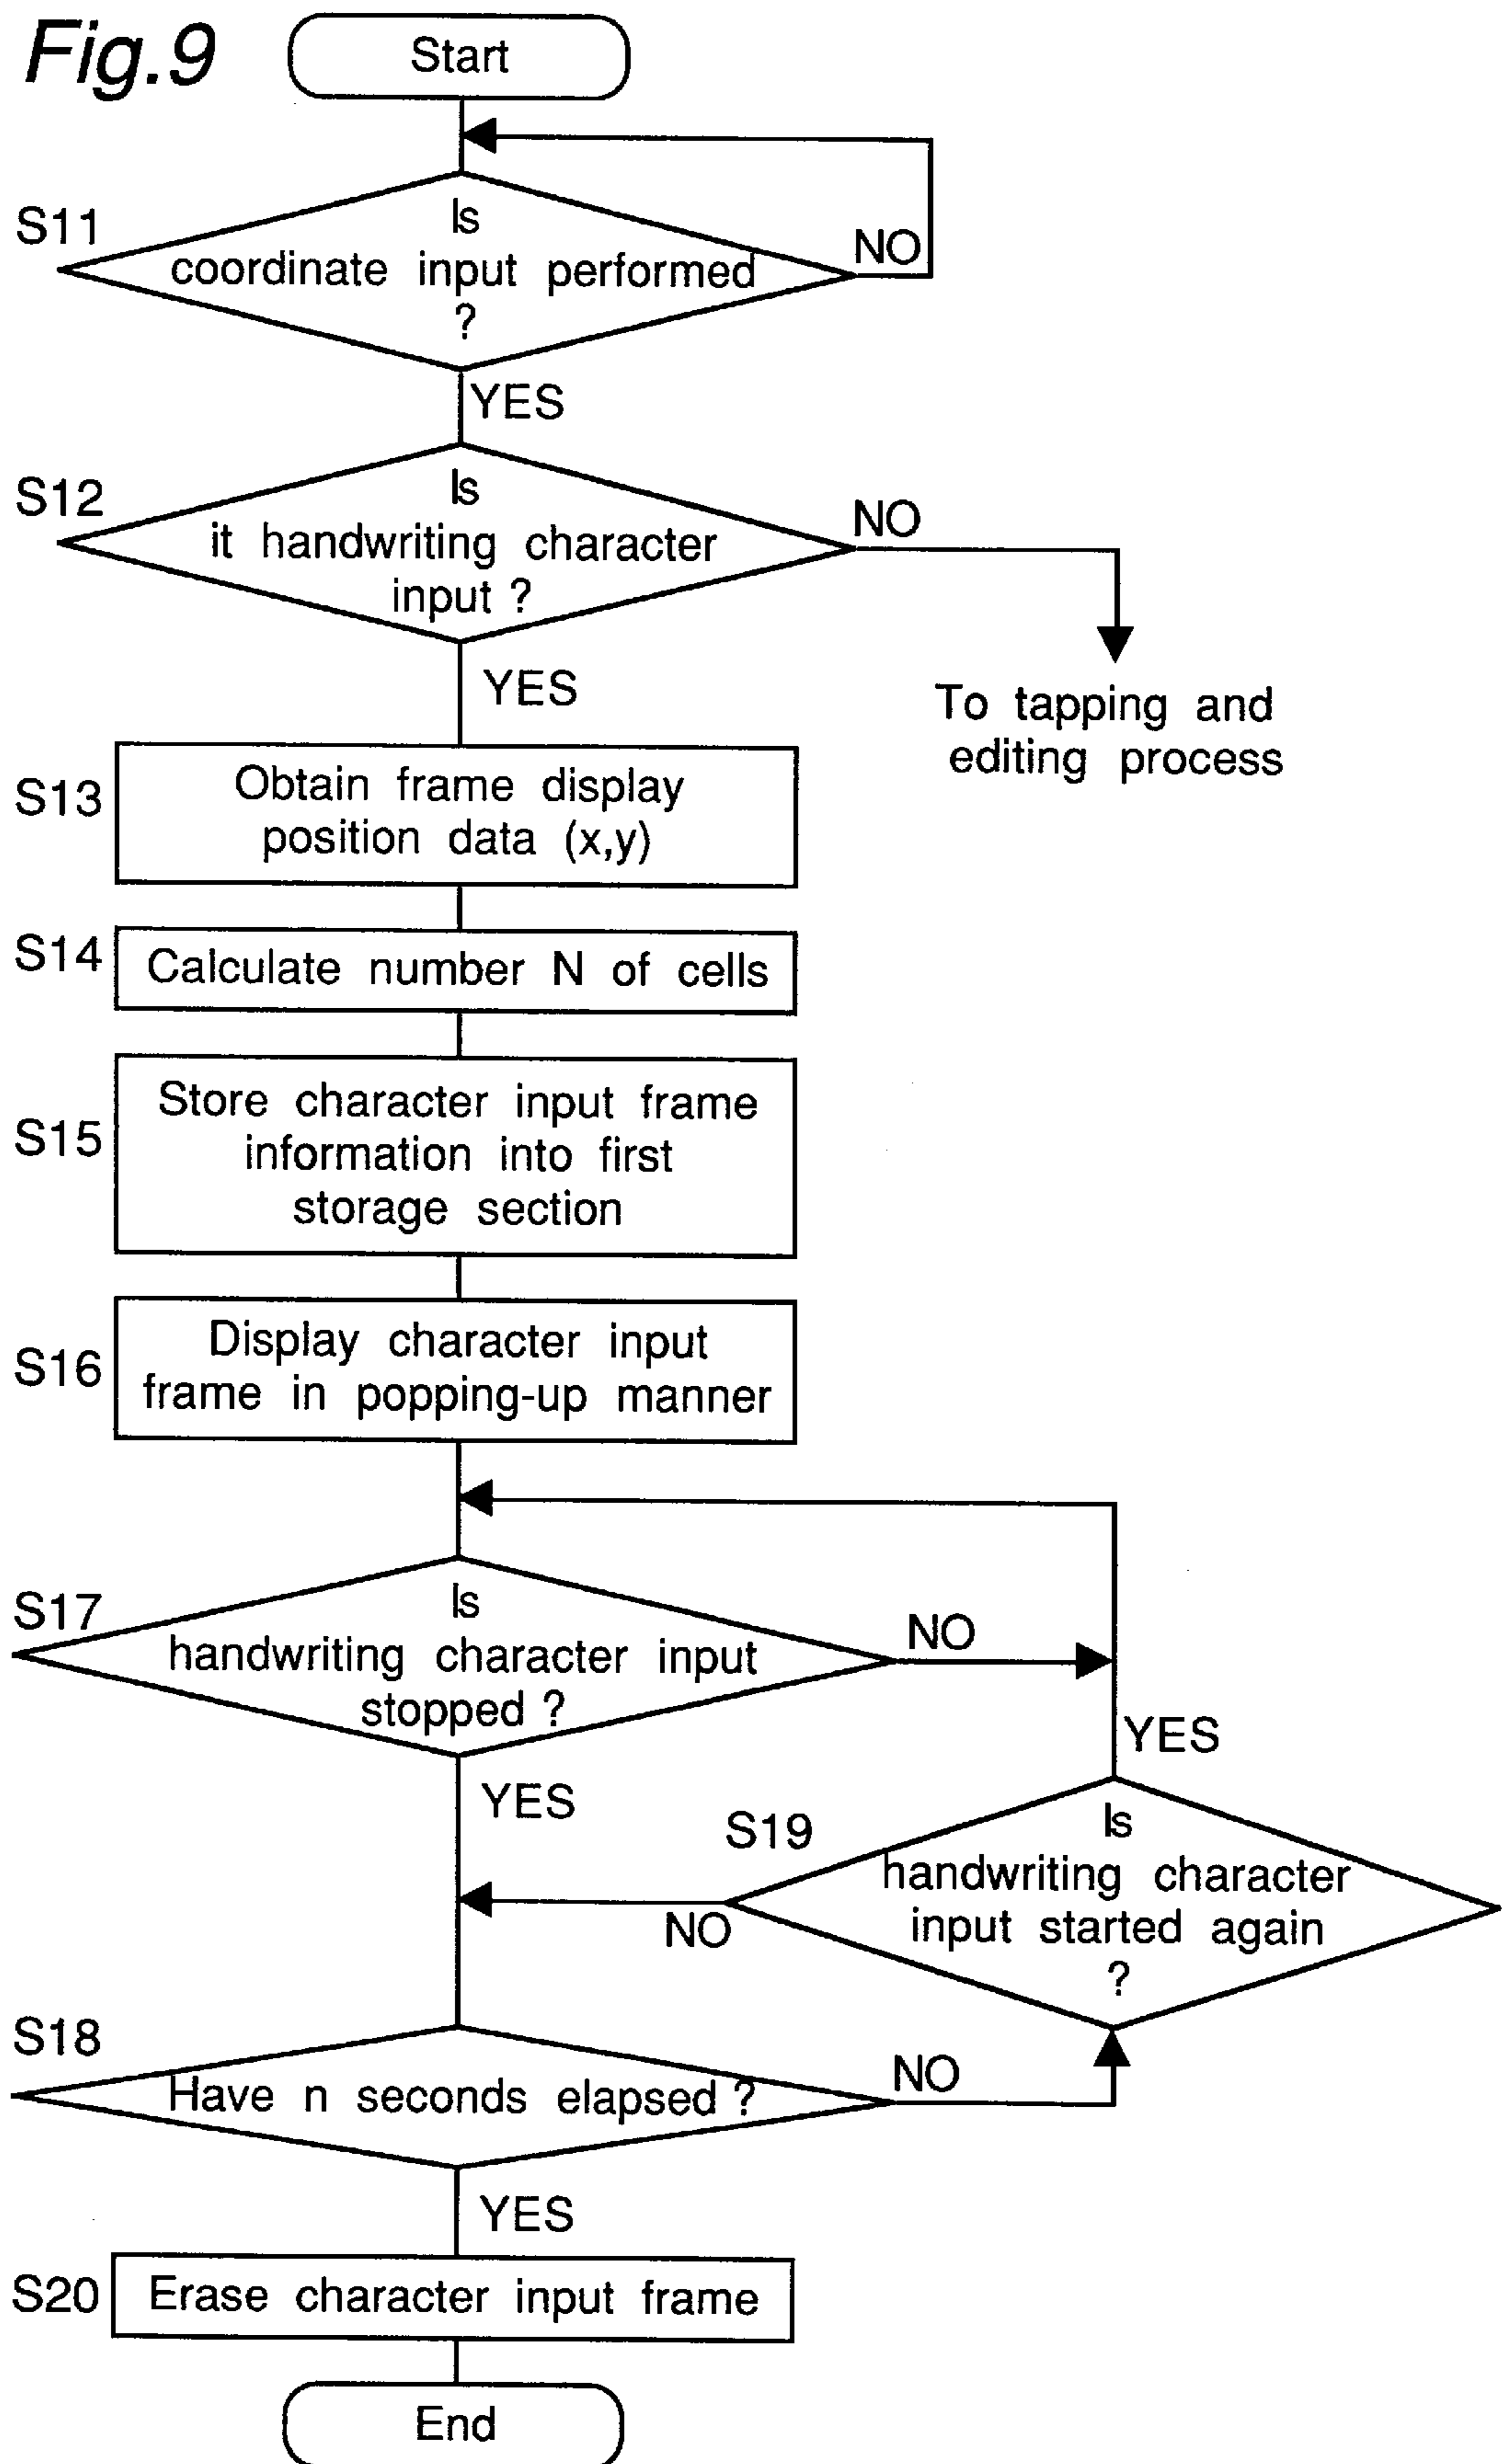 Fig.9
Start
S11
Is
coordinate input performed
?
NO
YES
S12
Is
it handwriting character
input ?
NO
YES
To tapping and
editing process
S13
Obtain frame display
position data (x,y)
S14
Calculate number N of cells
S15
Store character input frame
information into first
storage section
S16
Display character input
frame in popping-up manner
S17
Is
handwriting character input
stopped ?
NO
YES
YES
S19
Is
handwriting character
input started again
?
NO
S18
Have n seconds elapsed ?
NO
YES
S20
Erase character input frame
End